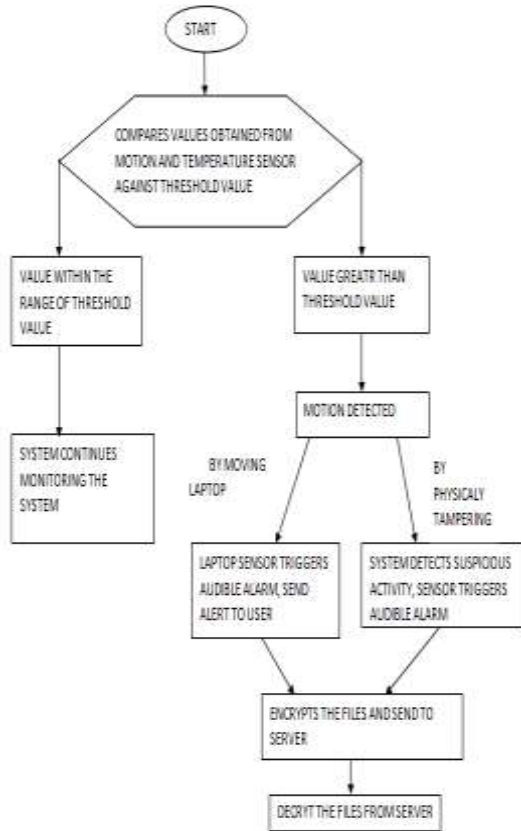 START
COMPARES VALUES OBTAINED FROM
MOTION AND TEMPERATURE SENSOR
AGAINST THRESHOLD VALUE
VALUE WITHIN THE
RANGE OF THRESHOLD
VALUE
VALUE GREATR THAN
THRESHOLD VALUE
MOTION DETECTED
SYSTEM CONTINUES
MONITORING THE
SYSTEM
BY MOVING
LAPTOP
BY
PHYSICALY
TAMPERING
LAPTOP SENSOR TRIGGERS
AUDIBLE ALARM, SEND
ALERT TO USER
SYSTEM DETECTS SUSPICIOUS
ACTIVITY, SENSOR TRIGGERS
AUDIBLE ALARM
ENCRYPTS THE FILES AND SEND TO
SERVER
DECRYT THE FILES FROM SERVER